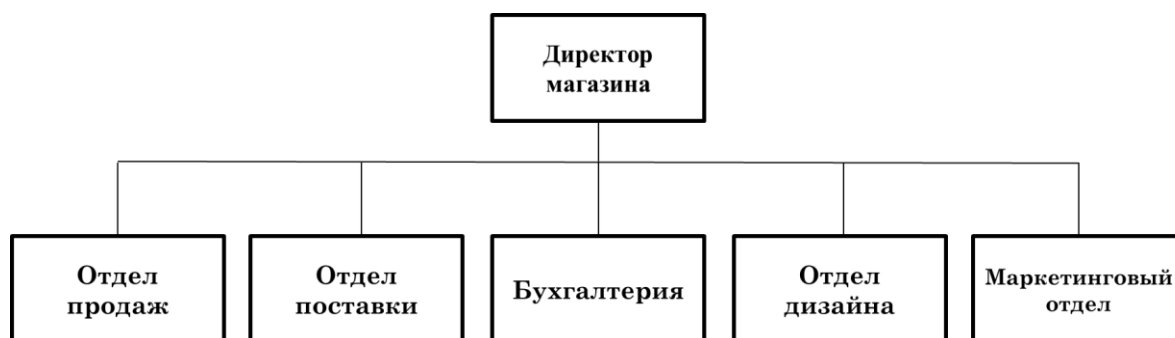 Директор
магазина
Отдел
продаж
Отдел
поставки
Бухгалтерия
Отдел
дизайна
Маркетинговый
отдел